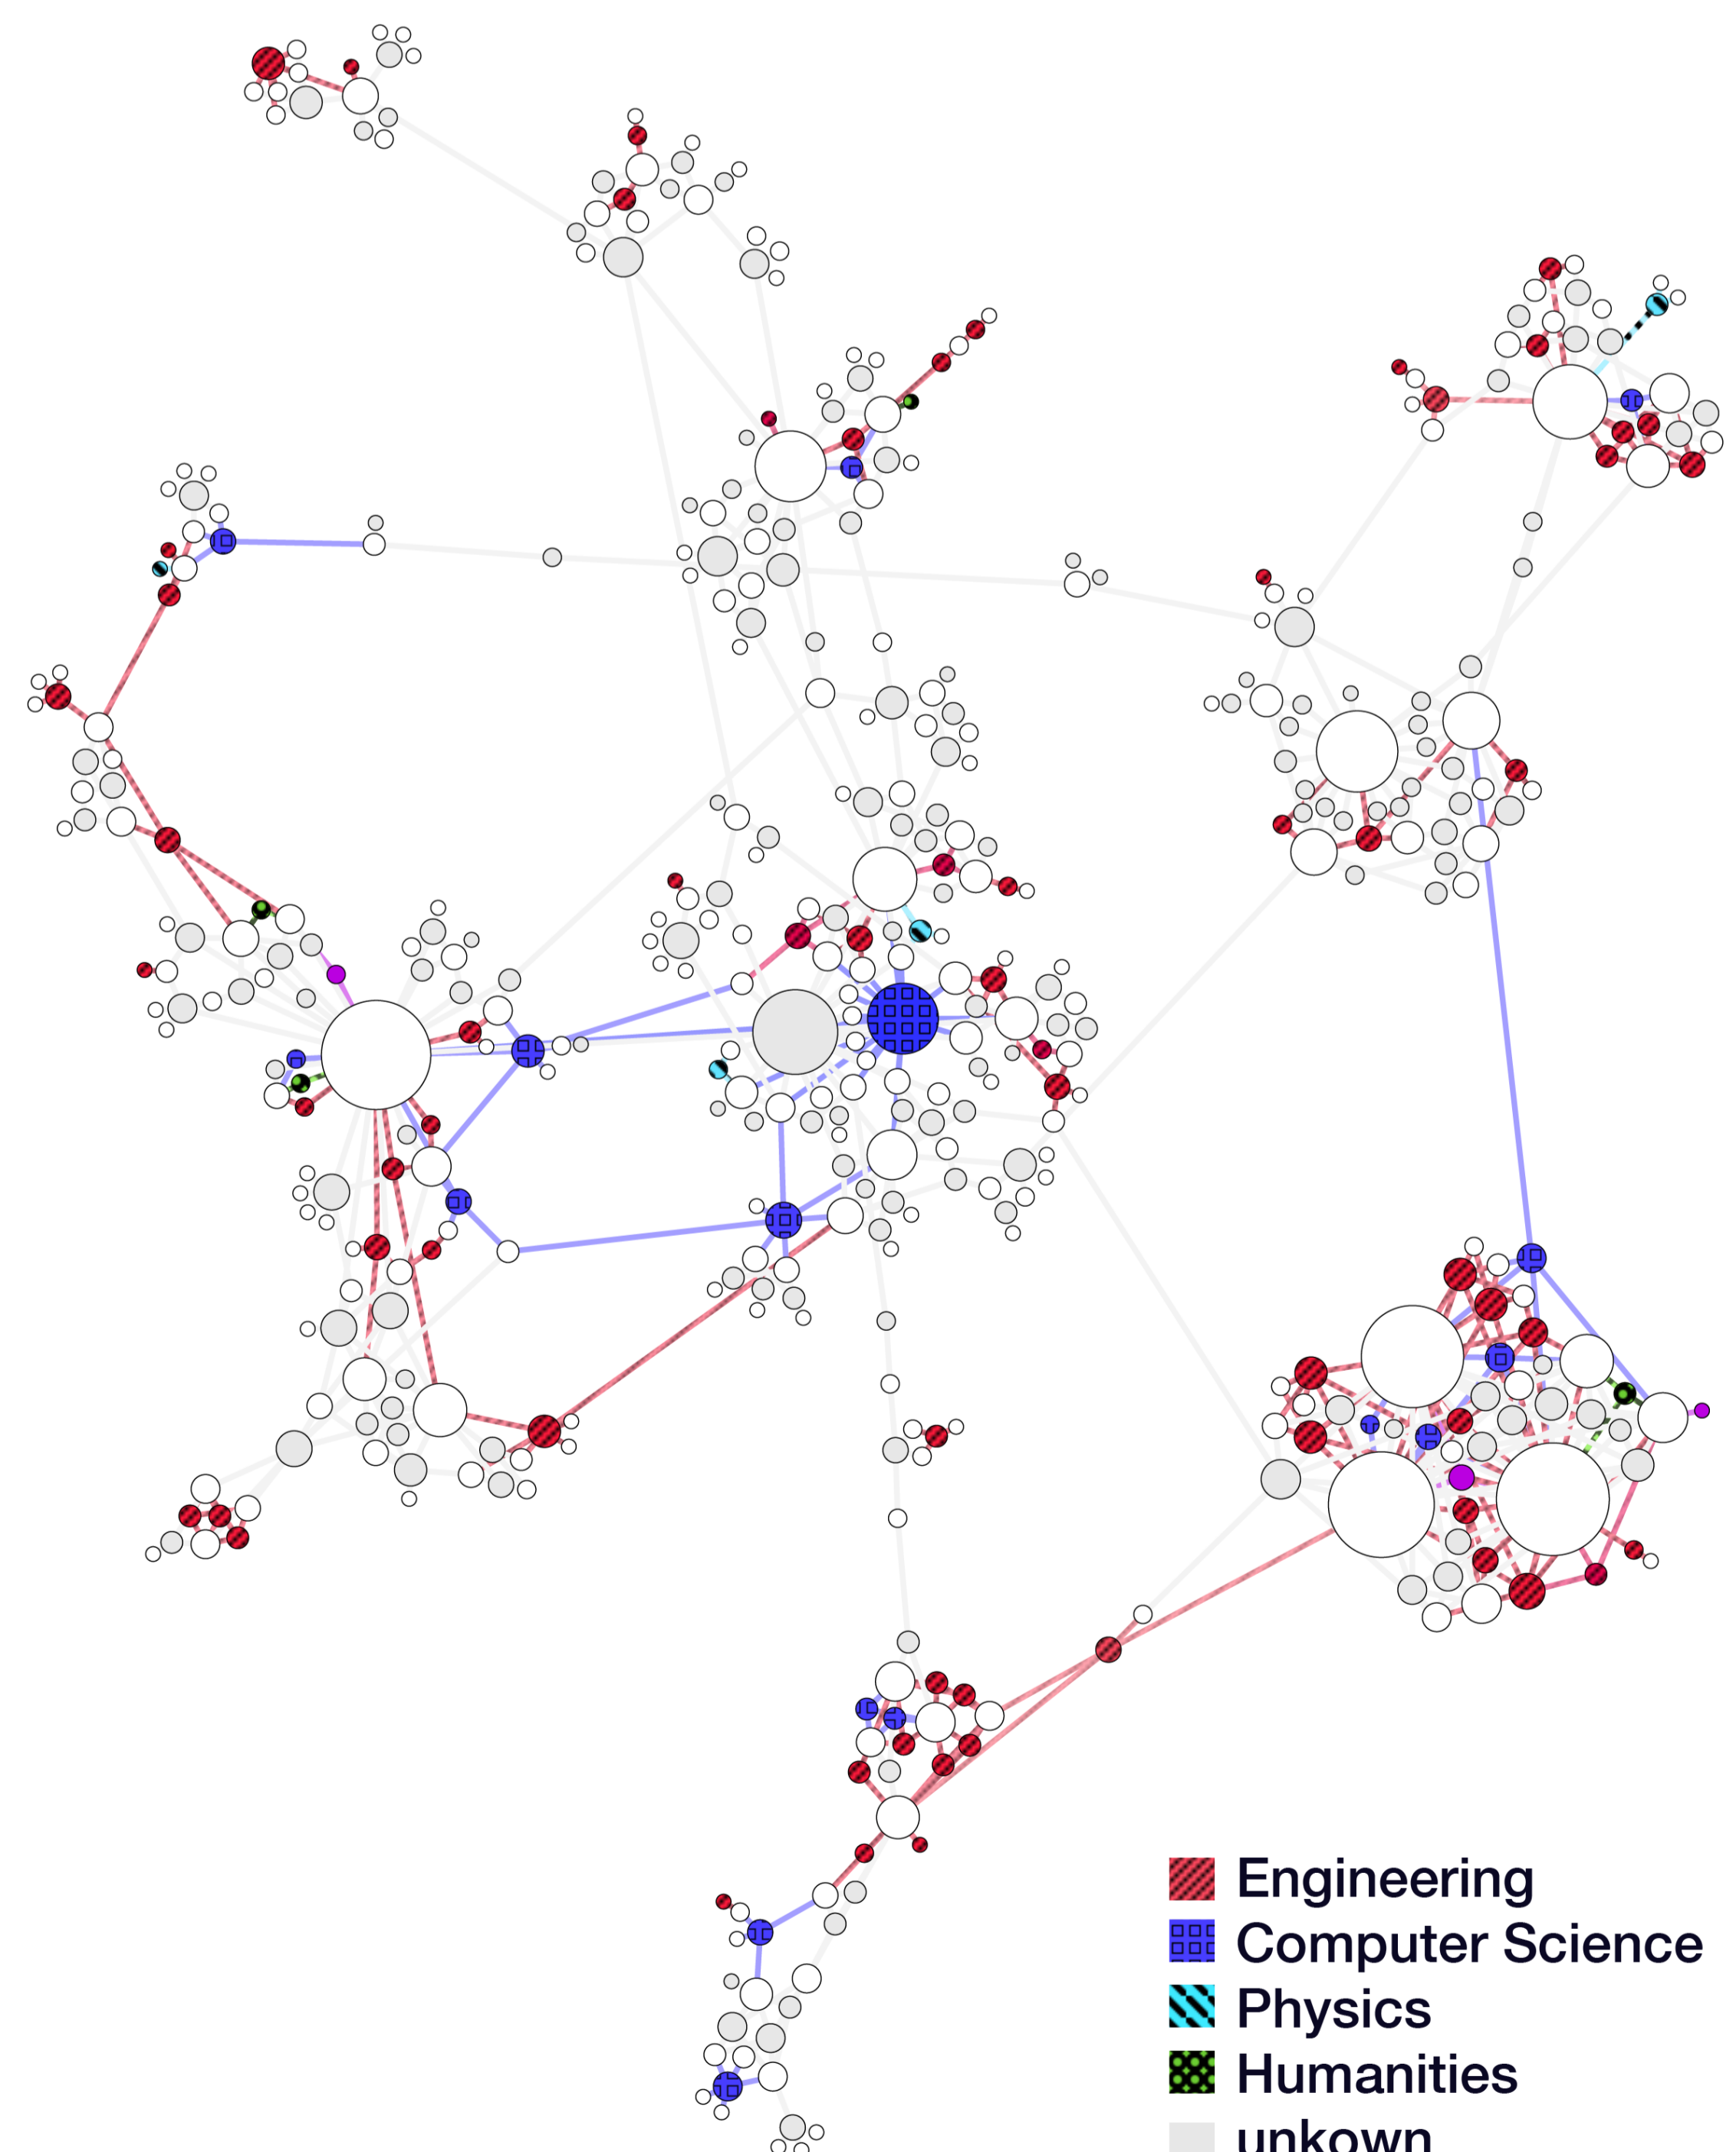 Engineering
Computer Science
Physics
Humanities
unkown